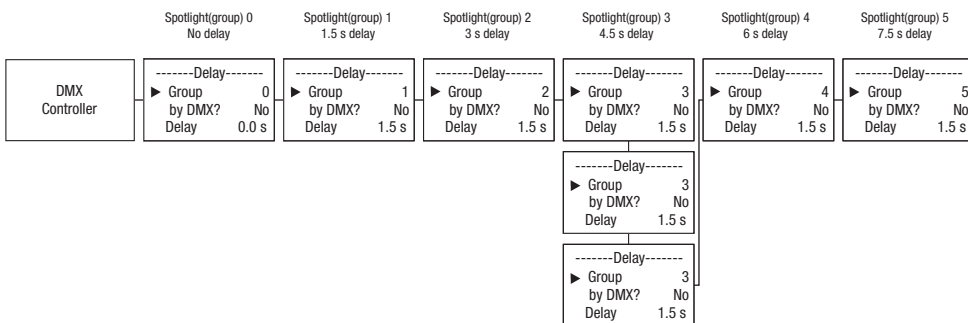 Spotlight(group) 0
No delay
Spotlight(group) 1
1.5 s delay
Spotlight(group) 2
3 s delay
Spotlight(group) 3
4.5 s delay
Spotlight(group) 4
6 s delay
Spotlight(group) 5
7.5 s delay
DMX
Controller
-------Delay-------
▶ Group 0
by DMX? No
Delay 0.0 s
-------Delay-------
▶ Group 1
by DMX? No
Delay 1.5 s
-------Delay-------
▶ Group 2
by DMX? No
Delay 1.5 s
-------Delay-------
▶ Group 3
by DMX? No
Delay 1.5 s
-------Delay-------
▶ Group 4
by DMX? No
Delay 1.5 s
-------Delay-------
▶ Group 5
by DMX? No
Delay 1.5 s
-------Delay-------
▶ Group 3
by DMX? No
Delay 1.5 s
-------Delay-------
▶ Group 3
by DMX? No
Delay 1.5 s